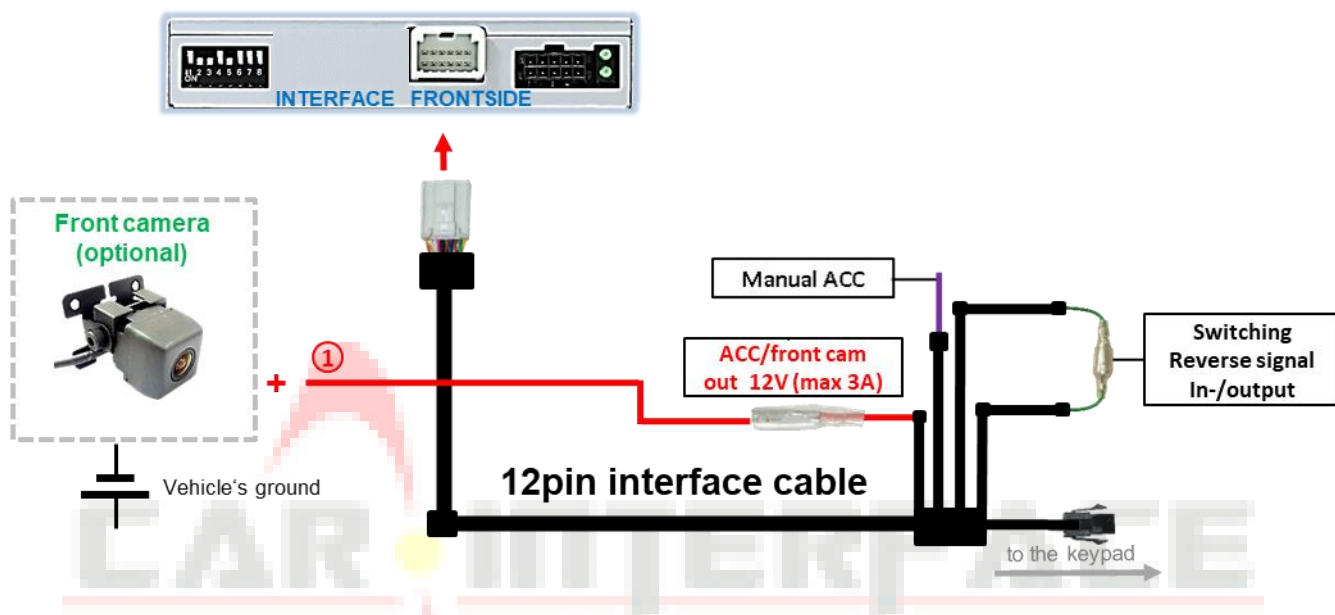 1 2 3 4 5 6 7 8
ON
INTERFACE FRONTSIDE
Front camera
(optional)
+
1
Manual ACC
ACC/front cam
out 12V (max 3A)
Switching
Reverse signal
In-/output
Vehicle's ground
12pin interface cable
to the keypad
CAR INTERFACE